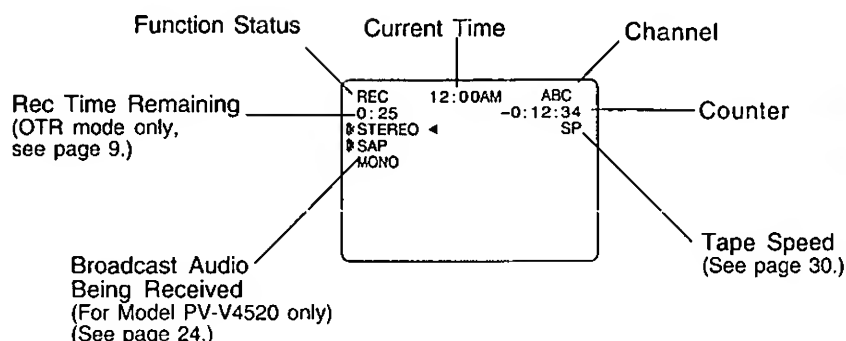 Function Status
Current Time
Channel
Rec Time Remaining
(OTR mode only,
see page 9.)
REC 12:00AM ABC
0:25 -0:12:34
STEREO ◄ SP
SAP
MONO
Counter
Tape Speed
(See page 30.)
Broadcast Audio
Being Received
(For Model PV-V4520 only)
(See page 24.)